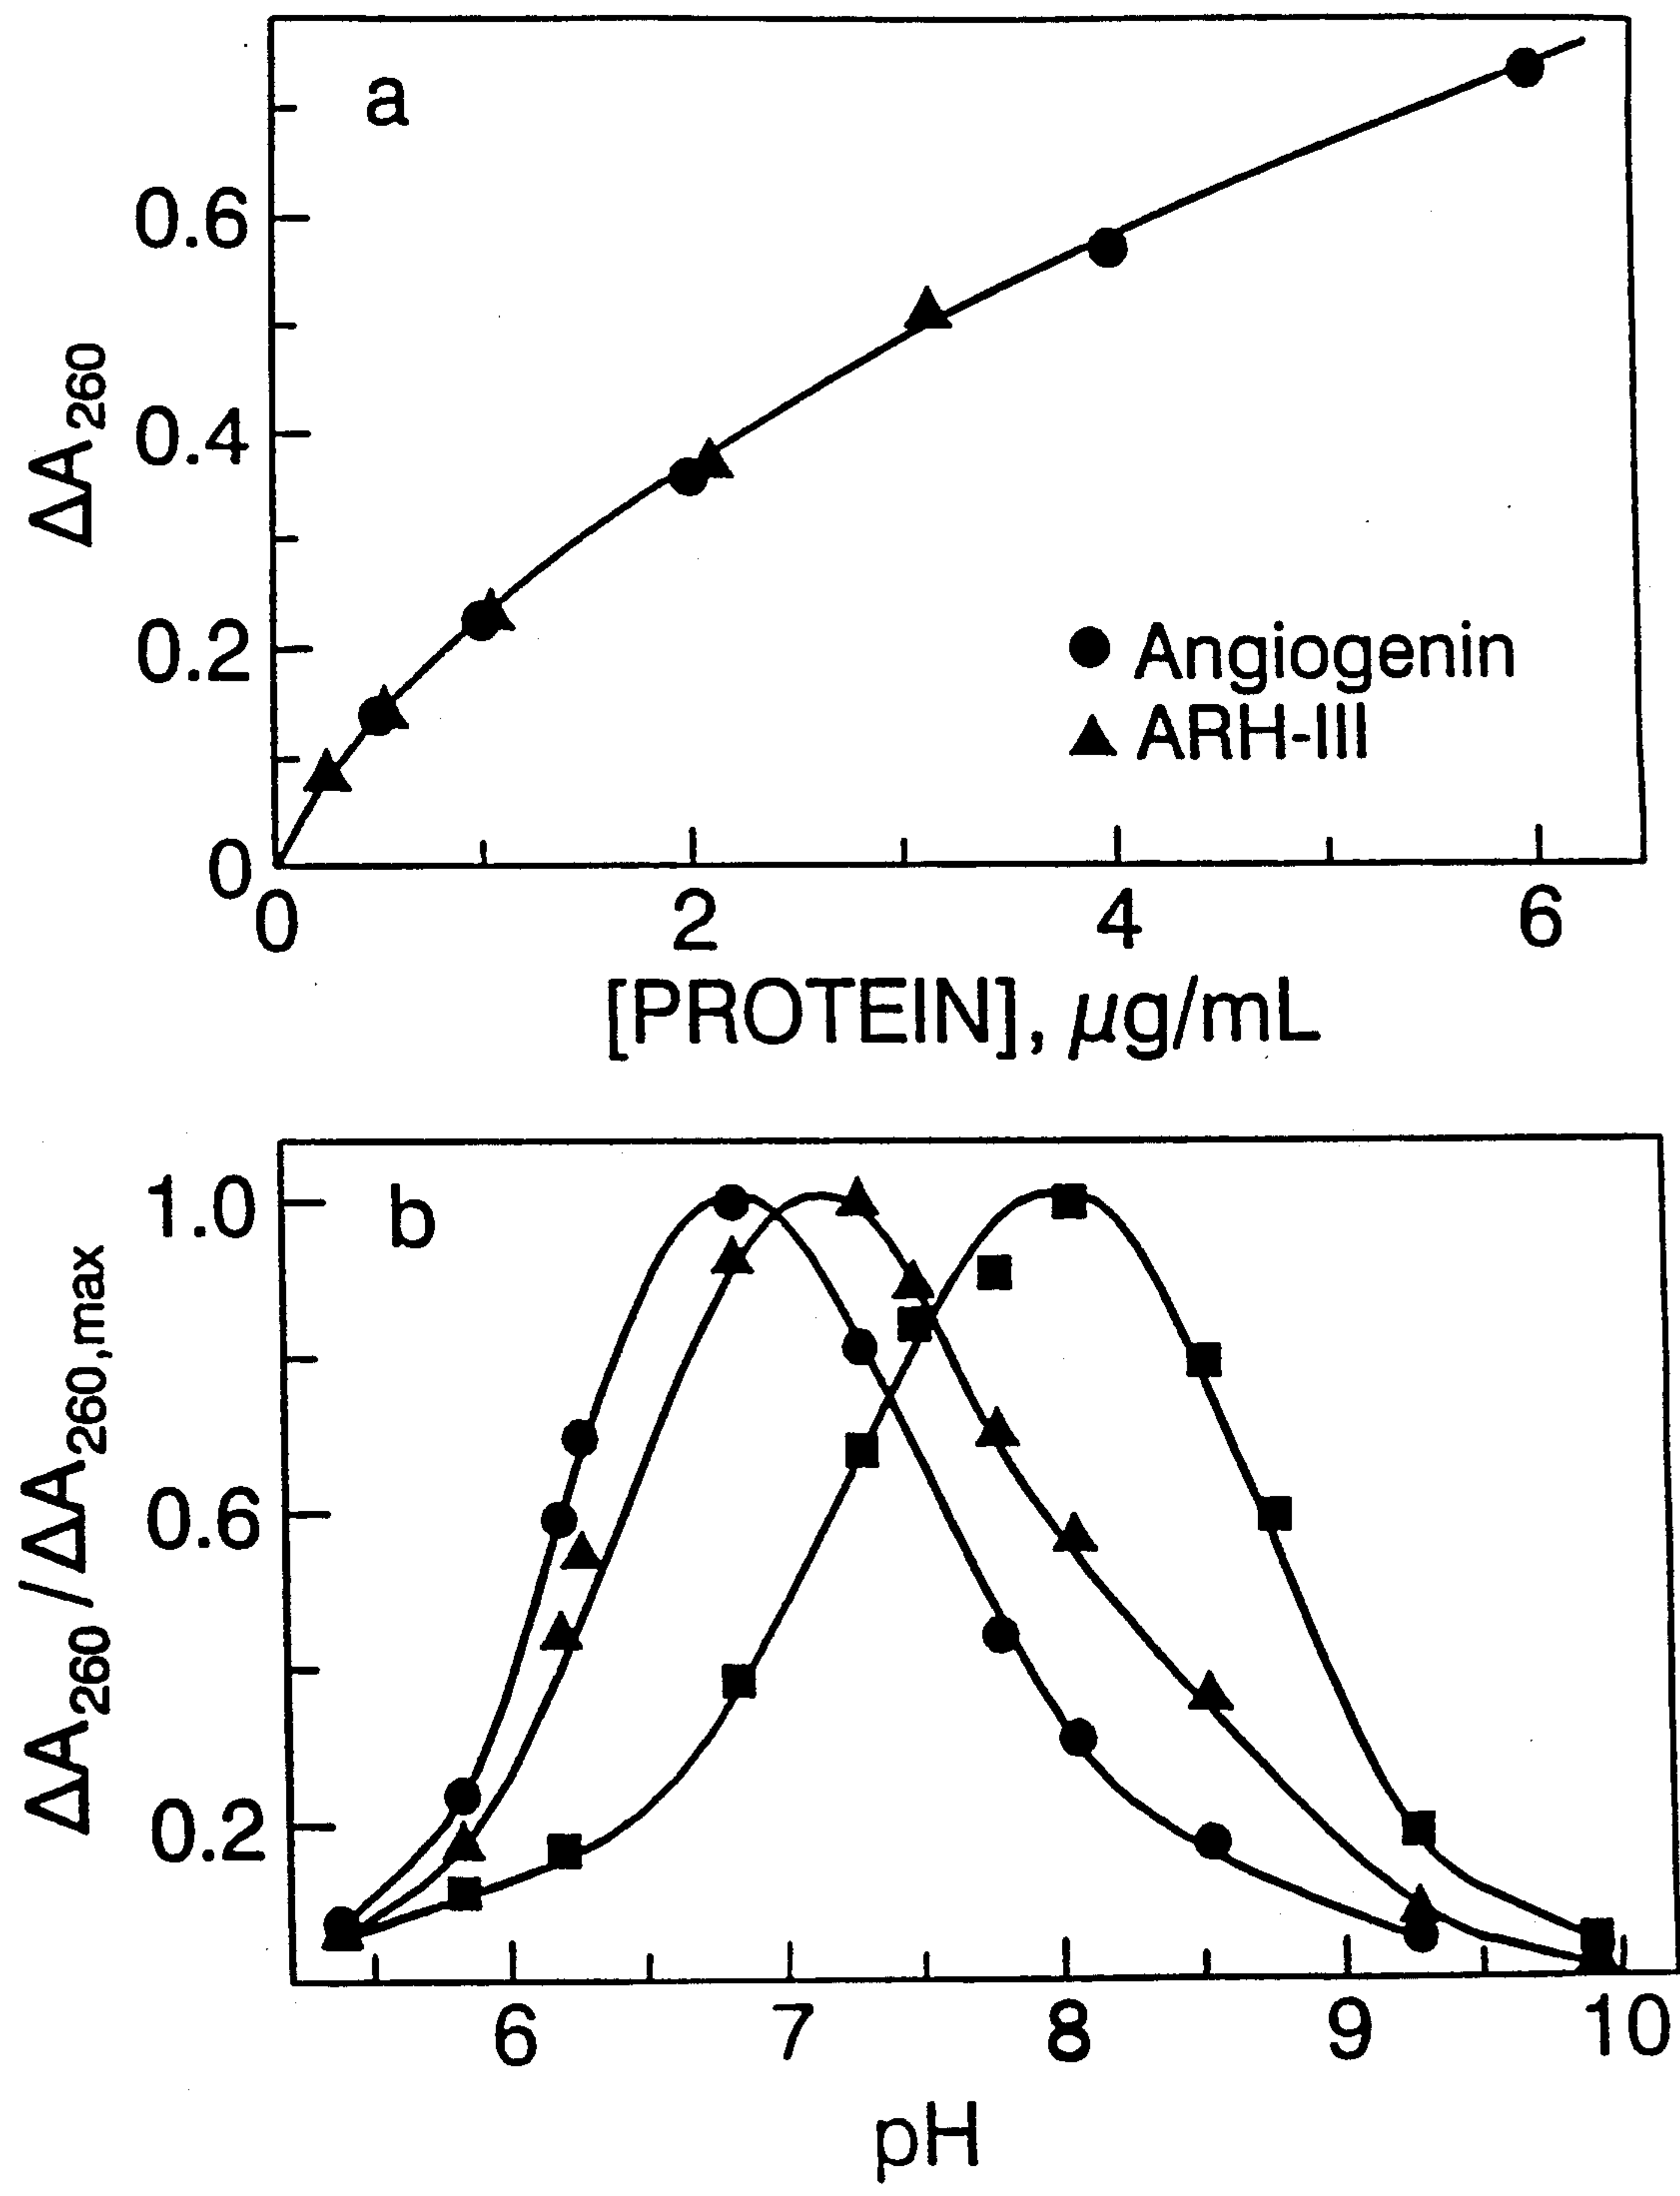 a
0.6
0.4
0.2
0
ΔA260
● Angiogenin
▲ ARH-III
0 2 4 6
[PROTEIN], μg/mL
b
1.0
0.6
0.2
ΔA260 / ΔA260,max
6 7 8 9 10
pH